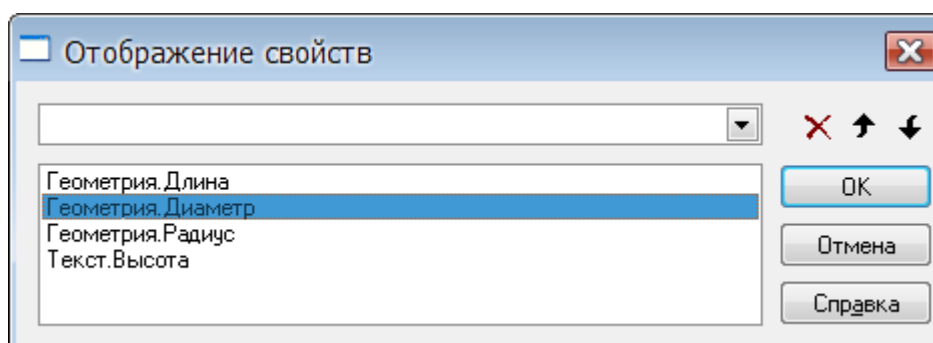 Отображение свойств
Геометрия.Длина
Геометрия.Диаметр
Геометрия.Радиус
Текст.Высота
OK
Отмена
Справка